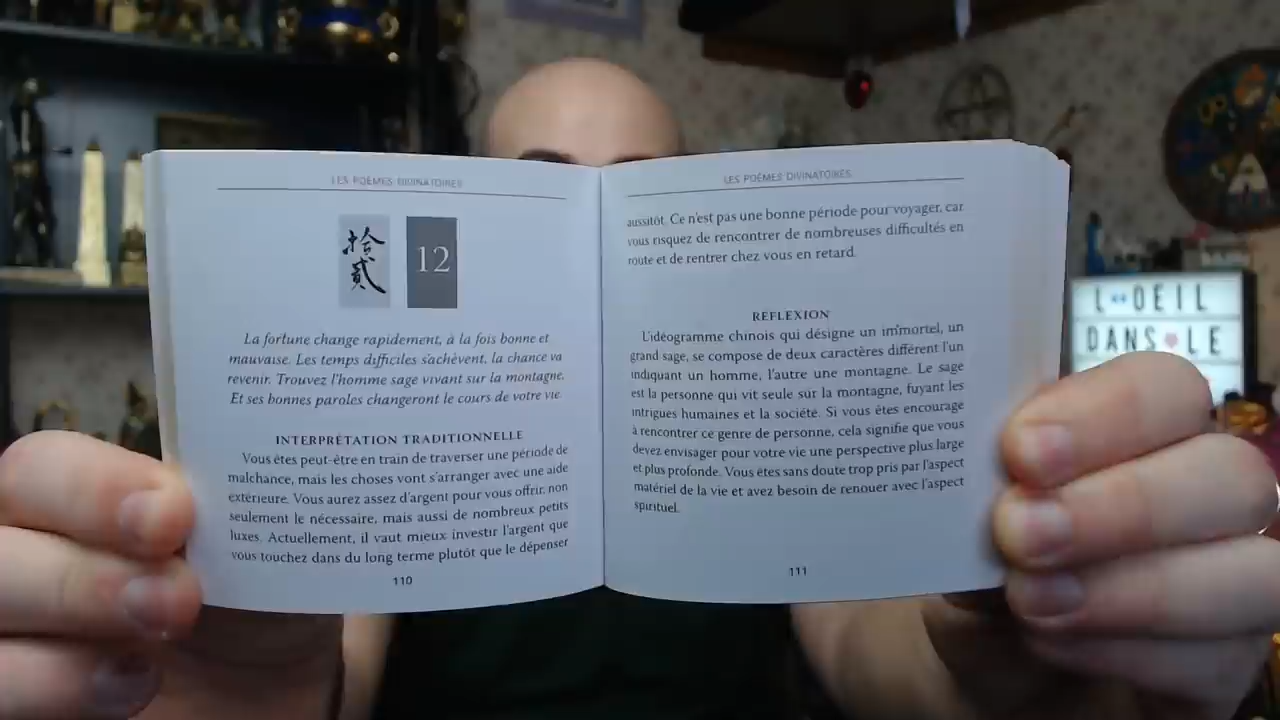 LES POÈMES DIVINATOIRES
拾貳
12
La fortune change rapidement, à la fois bonne et
mauvaise. Les temps difficiles s'achèvent, la chance va
revenir. Trouvez l'homme sage vivant sur la montagne.
Et ses bonnes paroles changeront le cours de votre vie.
INTERPRÉTATION TRADITIONNELLE
Vous êtes peut-être en train de traverser une période de
malchance, mais les choses vont s'arranger avec une aide
extérieure. Vous aurez assez d'argent pour vous offrir, non
seulement le nécessaire, mais aussi de nombreux petits
luxes. Actuellement, il vaut mieux investir l'argent que
vous touchez dans du long terme plutôt que le dépenser
110
LES POÈMES DIVINATOIRES
aussitôt. Ce n'est pas une bonne période pour voyager, car
vous risquez de rencontrer de nombreuses difficultés en
route et de rentrer chez vous en retard.
REFLEXION
L'idéogramme chinois qui désigne un immortel, un
grand sage, se compose de deux caractères différent l'un
indiquant un homme, l'autre une montagne. Le sage
est la personne qui vit seule sur la montagne, fuyant les
intrigues humaines et la société. Si vous êtes encouragé
à rencontrer ce genre de personne, cela signifie que vous
devez envisager pour votre vie une perspective plus large
et plus profonde. Vous êtes sans doute trop pris par l'aspect
matériel de la vie et avez besoin de renouer avec l'aspect
spirituel.
111
L OEIL
DANS LE